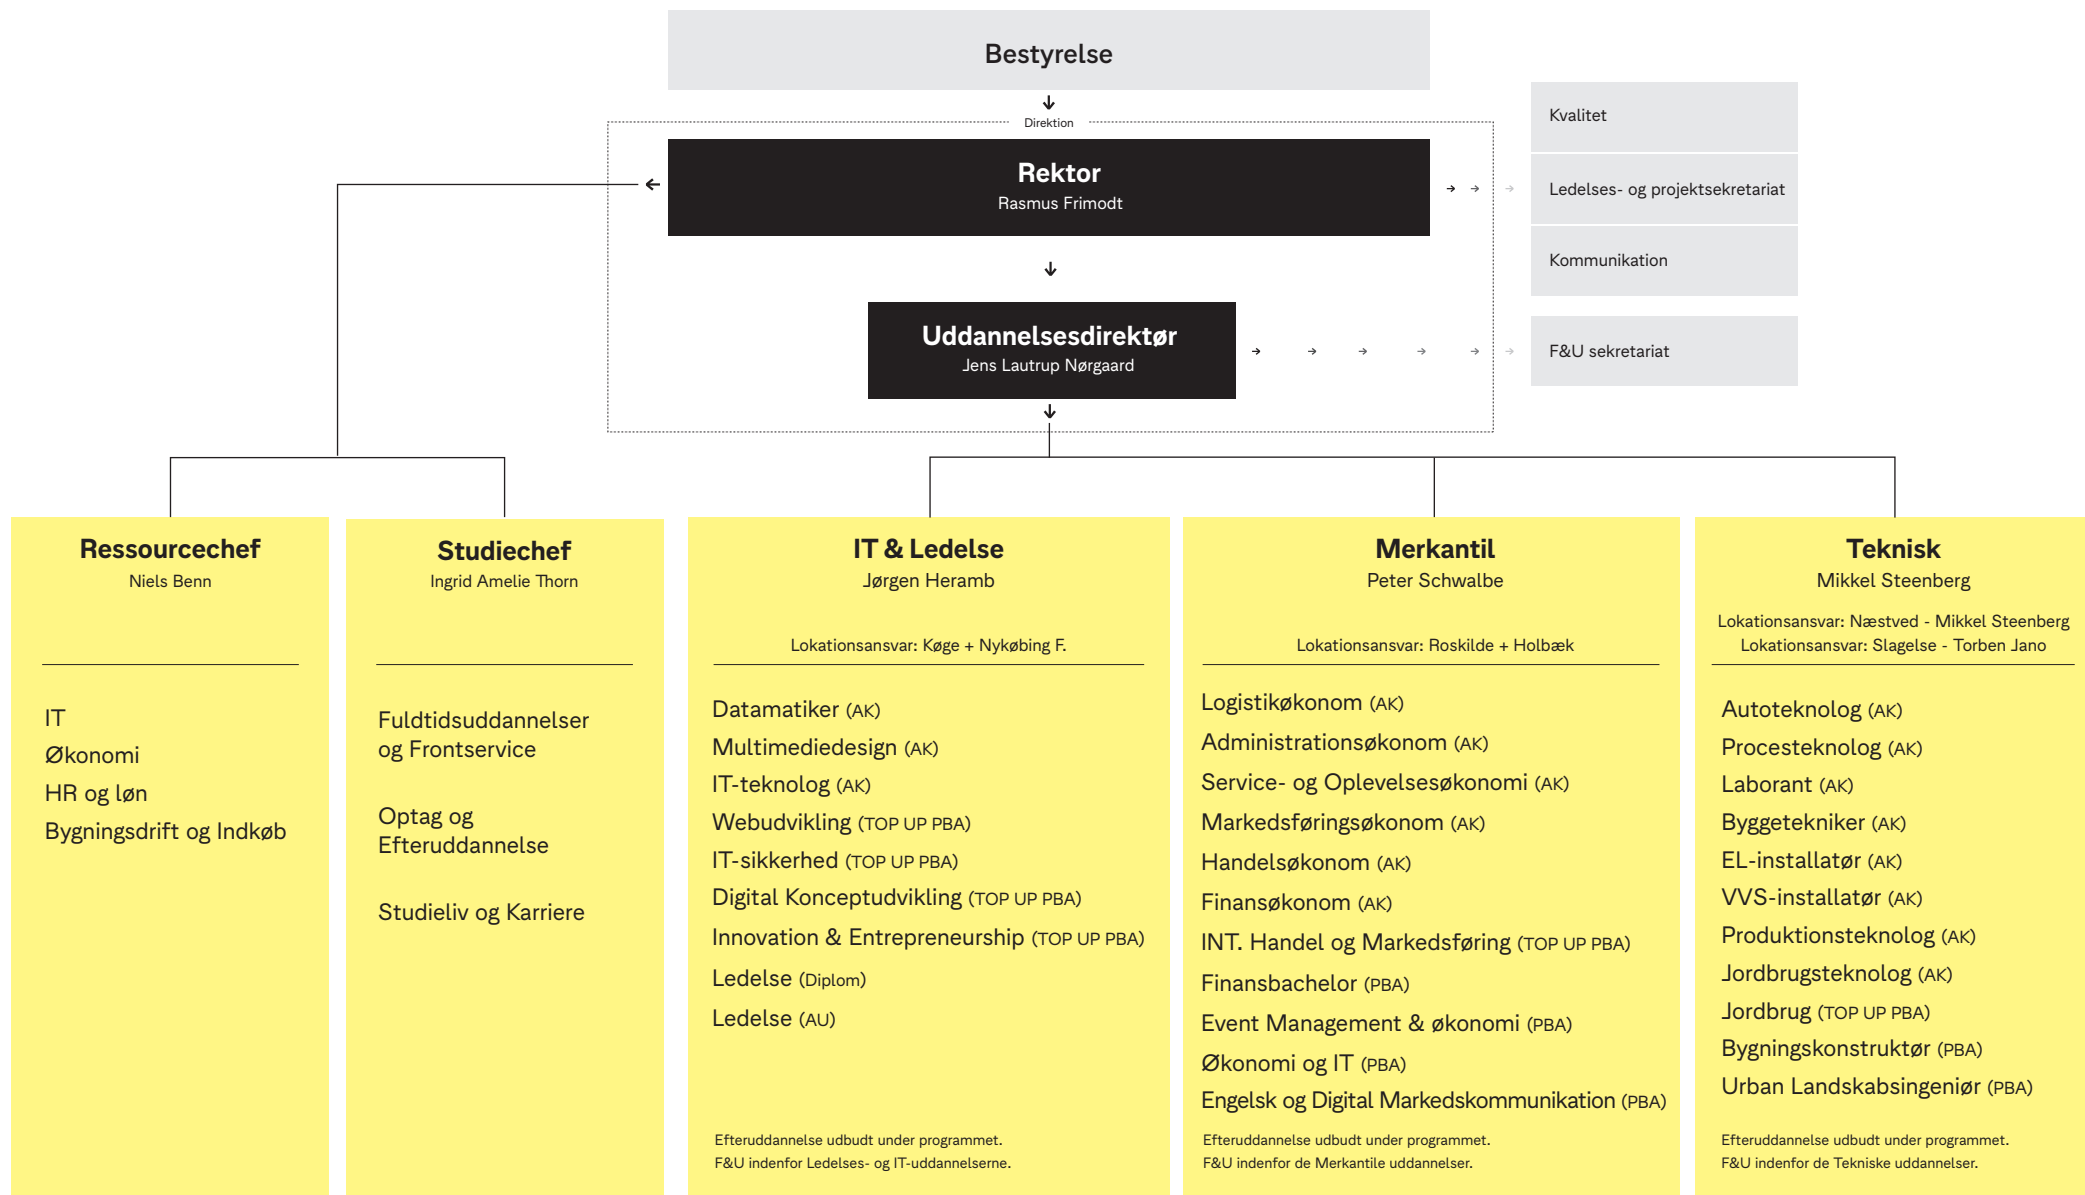 Bestyrelse
Direktion
Rektor
Rasmus Frimodt
Uddannelsesdirektør
Jens Lautrup Nørgaard
Kvalitet
Ledelses- og projektsekretariat
Kommunikation
F&U sekretariat
Ressourcechef
Niels Benn
IT
Økonomi
HR og løn
Bygningsdrift og Indkøb
Studiechef
Ingrid Amelie Thorn
Fuldtidsuddannelser
og Frontservice
Optag og
Efteruddannelse
Studieliv og Karriere
IT & Ledelse
Jørgen Heramb
Lokationsansvar: Køge + Nykøbing F.
Datamatiker (AK)
Multimediedesign (AK)
IT-teknolog (AK)
Webudvikling (TOP UP PBA)
IT-sikkerhed (TOP UP PBA)
Digital Konceptudvikling (TOP UP PBA)
Innovation & Entrepreneurship (TOP UP PBA)
Ledelse (Diplom)
Ledelse (AU)
Efteruddannelse udbudt under programmet.
F&U indenfor Ledelses- og IT-uddannelserne.
Merkantil
Peter Schwalbe
Lokationsansvar: Roskilde + Holbæk
Logistikøkonom (AK)
Administrationsøkonom (AK)
Service- og Oplevelsesøkonomi (AK)
Markedsføringsøkonom (AK)
Handelsøkonom (AK)
Finansøkonom (AK)
INT. Handel og Markedsføring (TOP UP PBA)
Finansbachelor (PBA)
Event Management & økonomi (PBA)
Økonomi og IT (PBA)
Engelsk og Digital Markedskommunikation (PBA)
Efteruddannelse udbudt under programmet.
F&U indenfor de Merkantile uddannelser.
Teknisk
Mikkel Steenberg
Lokationsansvar: Næstved - Mikkel Steenberg
Lokationsansvar: Slagelse - Torben Jano
Autoteknolog (AK)
Procesteknolog (AK)
Laborant (AK)
Byggetekniker (AK)
EL-installatør (AK)
VVS-installatør (AK)
Produktionsteknolog (AK)
Jordbrugsteknolog (AK)
Jordbrug (TOP UP PBA)
Bygningskonstruktør (PBA)
Urban Landskabsingeniør (PBA)
Efteruddannelse udbudt under programmet.
F&U indenfor de Tekniske uddannelser.